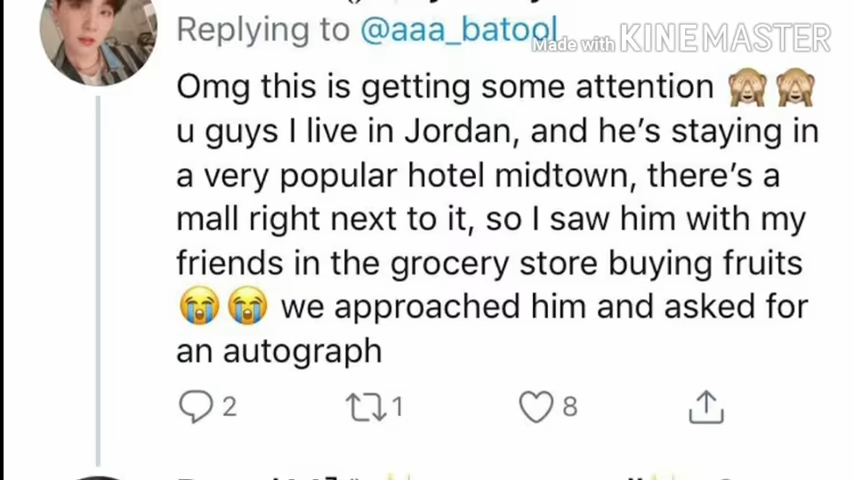 Replying to @aaa_batool
Made with KINEMASTER
Omg this is getting some attention 🙈🙈
u guys I live in Jordan, and he’s staying in
a very popular hotel midtown, there’s a
mall right next to it, so I saw him with my
friends in the grocery store buying fruits
😭😭 we approached him and asked for
an autograph
2 1 8